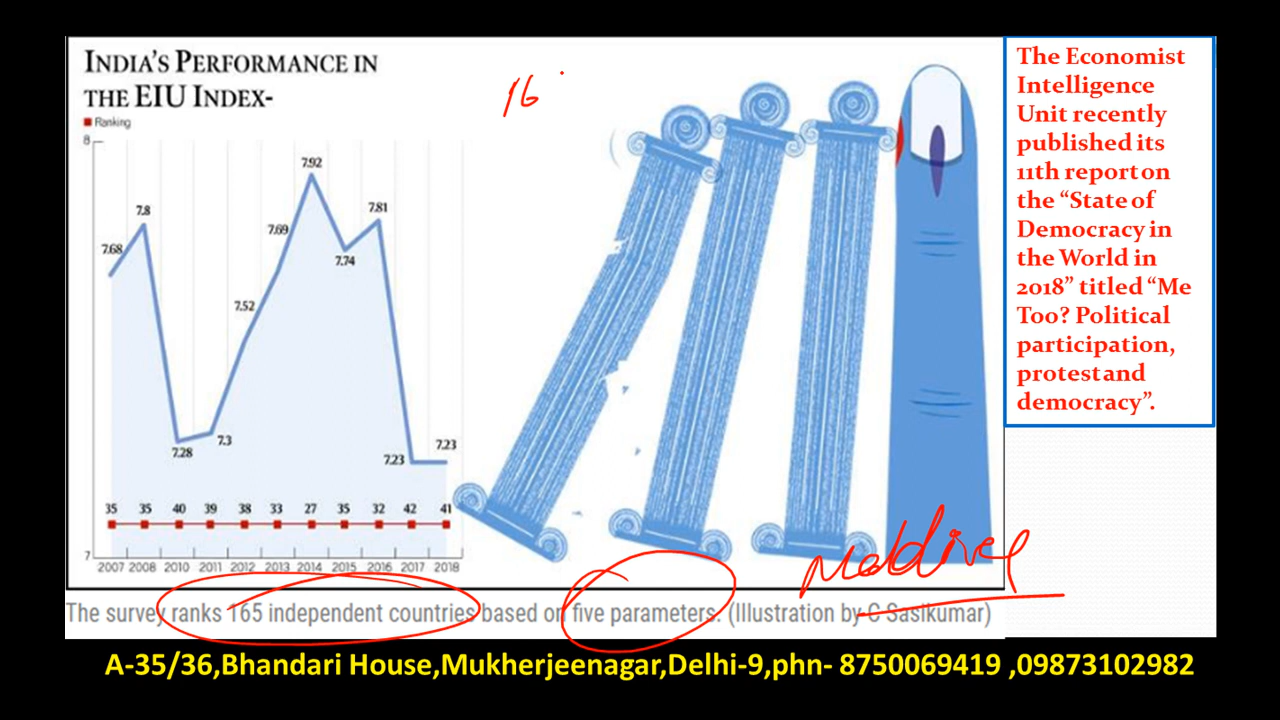 INDIA'S PERFORMANCE IN
THE EIU INDEX-
Ranking
8
7.68
7.8
7.28
7.3
7.52
7.69
7.92
7.74
7.81
7.23
7.23
35 35 40 39 38 33 27 35 32 42 41
7
2007 2008 2010 2011 2012 2013 2014 2015 2016 2017 2018
16
The Economist
Intelligence
Unit recently
published its
11th report on
the “State of
Democracy in
the World in
2018” titled “Me
Too? Political
participation,
protest and
democracy”.
Maldives
The survey ranks 165 independent countries based on five parameters. (Illustration by C Sasikumar)
A-35/36,Bhandari House,Mukherjeenagar,Delhi-9,phn- 8750069419 ,09873102982